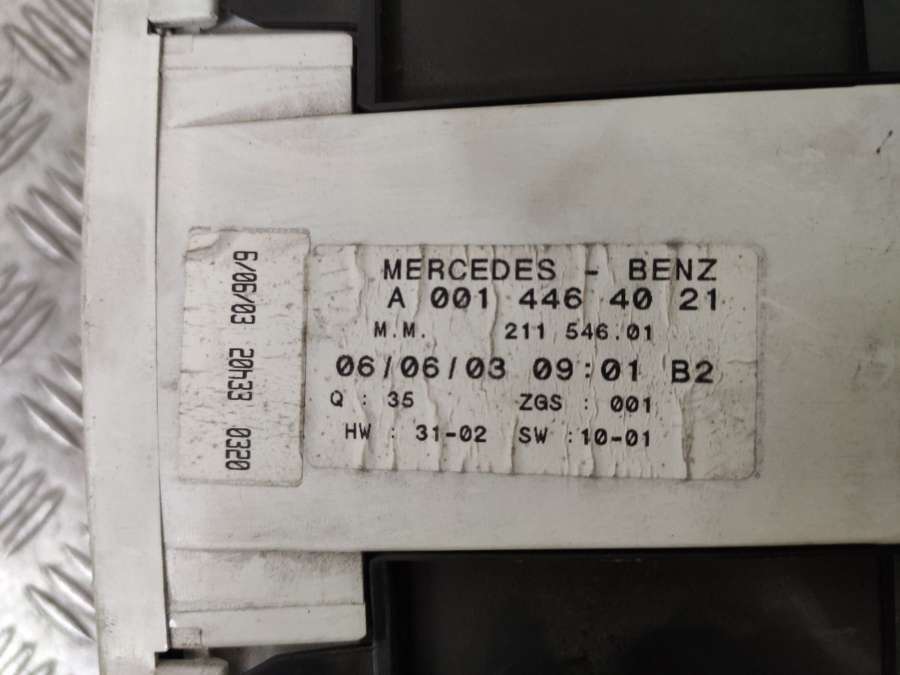 MERCEDES - BENZ
A 001 446 40 21
M.M. 211 546.01
06/06/03 09:01 B2
Q : 35 ZGS : 001
HW : 31-02 SW :10-01
6/06/03 20433 0320